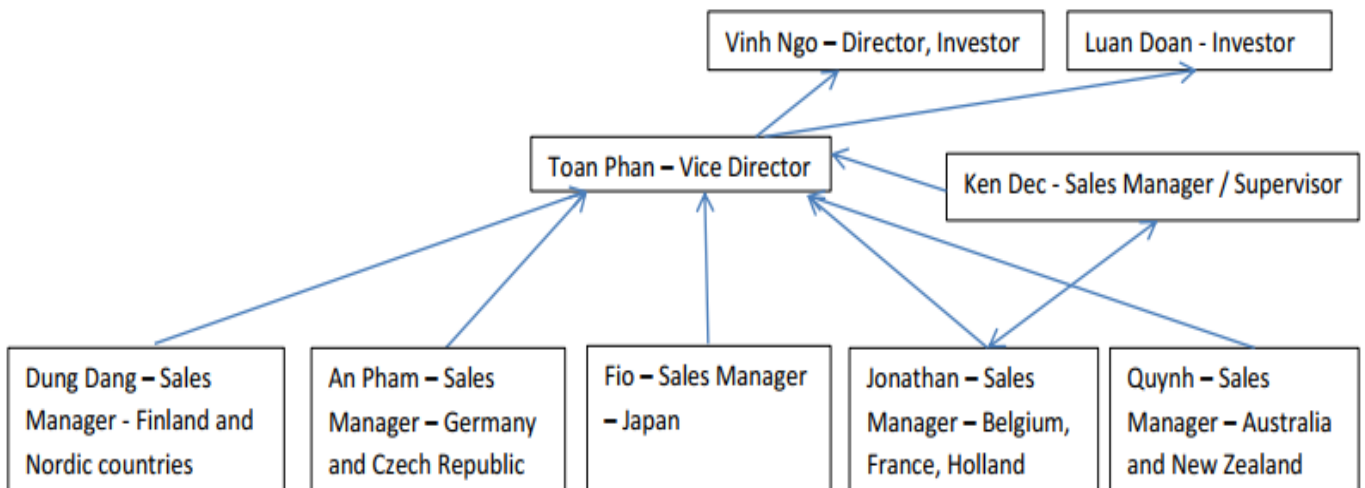 Vinh Ngo – Director, Investor
Luan Doan - Investor
Toan Phan – Vice Director
Ken Dec - Sales Manager / Supervisor
Dung Dang – Sales
Manager - Finland and
Nordic countries
An Pham – Sales
Manager – Germany
and Czech Republic
Fio – Sales Manager
– Japan
Jonathan – Sales
Manager – Belgium,
France, Holland
Quynh – Sales
Manager – Australia
and New Zealand